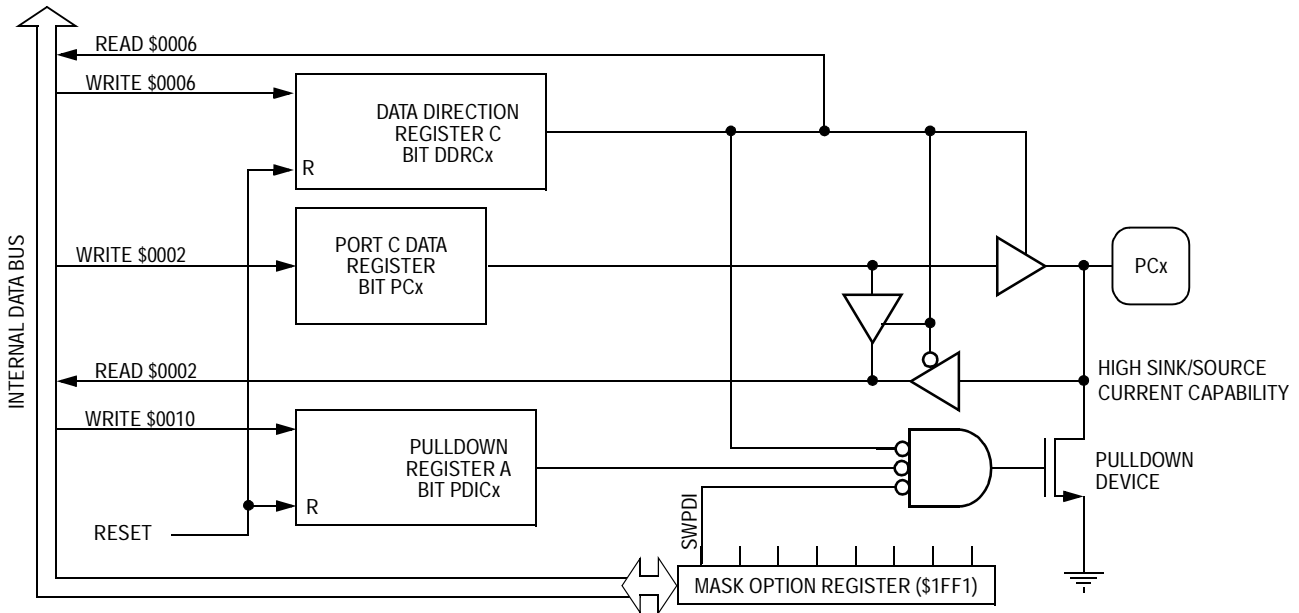 READ $0006
WRITE $0006
DATA DIRECTION
REGISTER C
BIT DDRCx
R
INTERNAL DATA BUS
WRITE $0002
PORT C DATA
REGISTER
BIT PCx
PCx
READ $0002
HIGH SINK/SOURCE
CURRENT CAPABILITY
WRITE $0010
PULLDOWN
REGISTER A
BIT PDICx
R
PULLDOWN
DEVICE
RESET
SWPDI
MASK OPTION REGISTER ($1FF1)